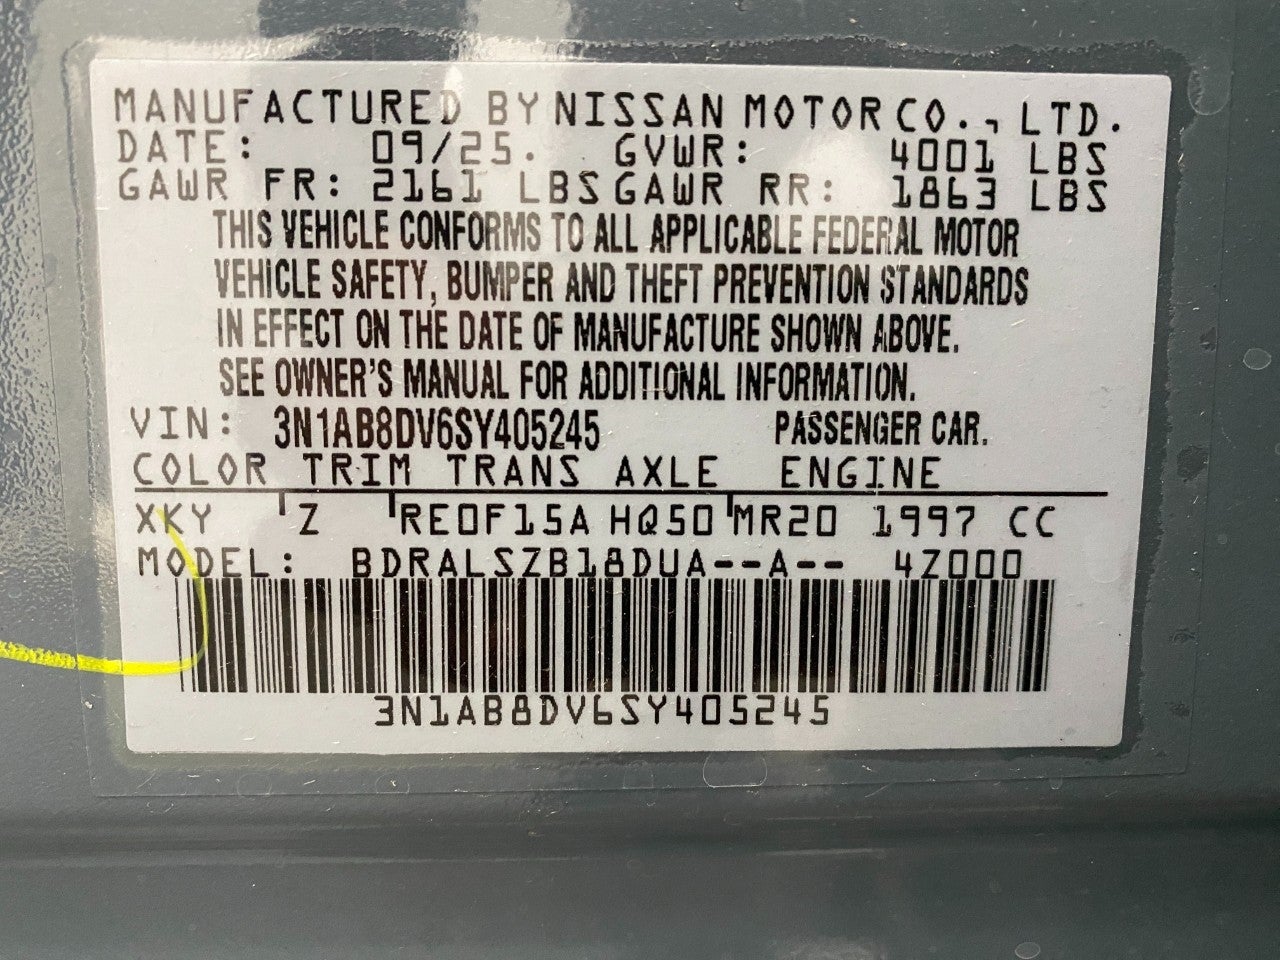 MANUFACTURED BY NISSAN MOTOR CO., LTD.
DATE: 09/25. GVWR: 4001 LBS
GAWR FR: 2161 LBS GAWR RR: 1863 LBS
THIS VEHICLE CONFORMS TO ALL APPLICABLE FEDERAL MOTOR
VEHICLE SAFETY, BUMPER AND THEFT PREVENTION STANDARDS
IN EFFECT ON THE DATE OF MANUFACTURE SHOWN ABOVE.
SEE OWNER'S MANUAL FOR ADDITIONAL INFORMATION.
VIN: 3N1AB8DV6SY405245 PASSENGER CAR.
COLOR TRIM TRANS AXLE ENGINE
XKY Z RE0F15A HQ50 MR20 1997 CC
MODEL: BDRALSZB18DUA--A-- 4Z000
3N1AB8DV6SY405245